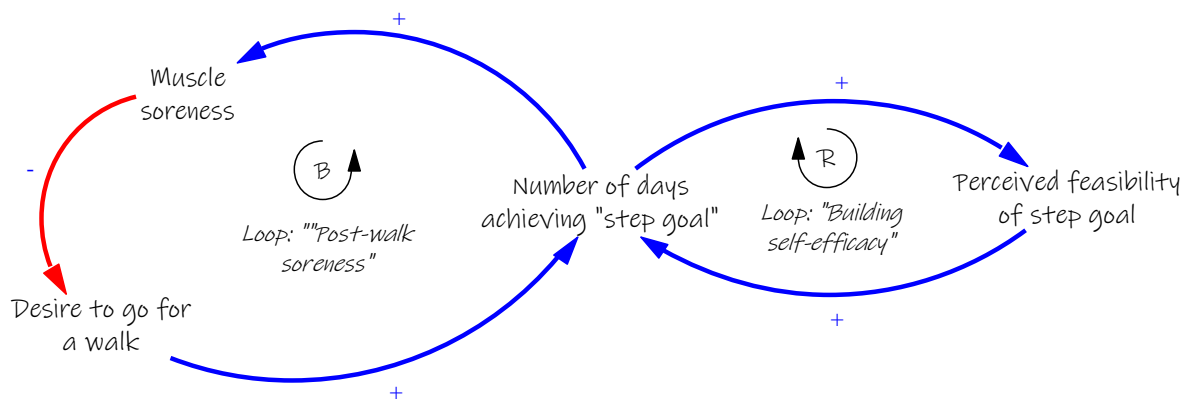 +
+
Muscle
soreness
-
B
R
Number of days
achieving "step goal"
Perceived feasibility
of step goal
Loop: ""Post-walk
soreness"
Loop: "Building
self-efficacy"
Desire to go for
a walk
+
+